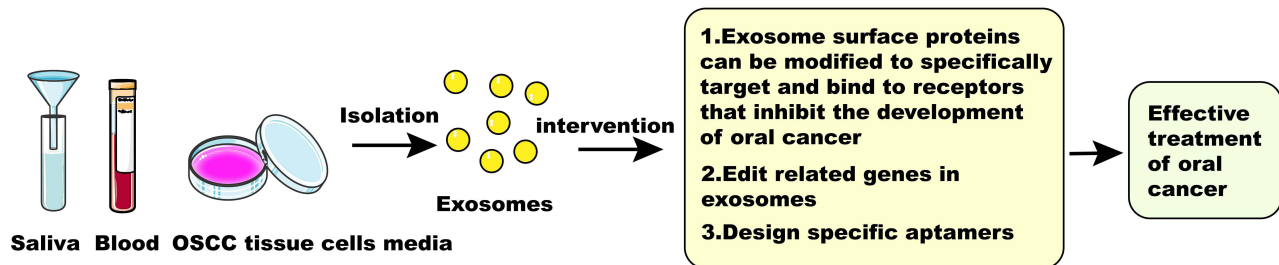 Saliva
Blood
OSCC tissue cells media
Isolation
Exosomes
intervention
1.Exosome surface proteins
can be modified to specifically
target and bind to receptors
that inhibit the development
of oral cancer
2.Edit related genes in
exosomes
3.Design specific aptamers
Effective
treatment
of oral
cancer